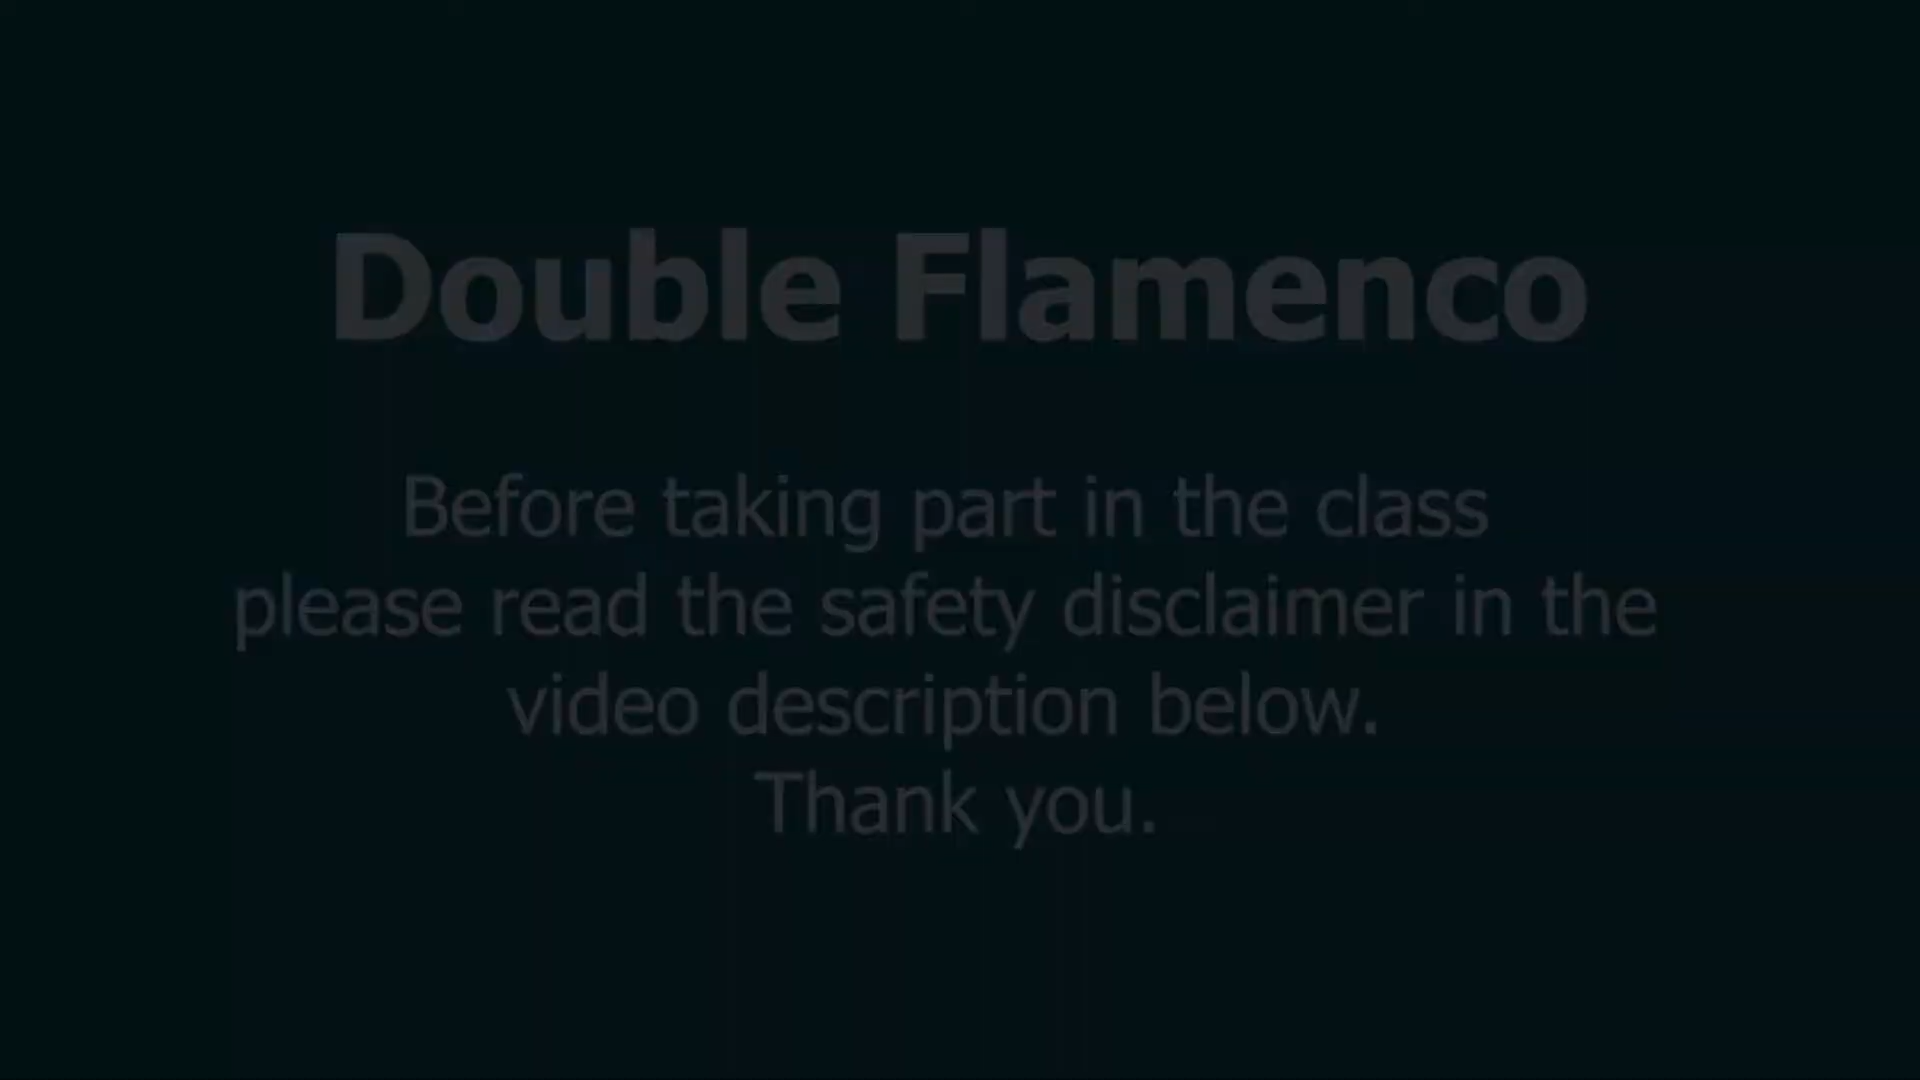 Double Flamenco
Before taking part in the class
please read the safety disclaimer in the
video description below.
Thank you.